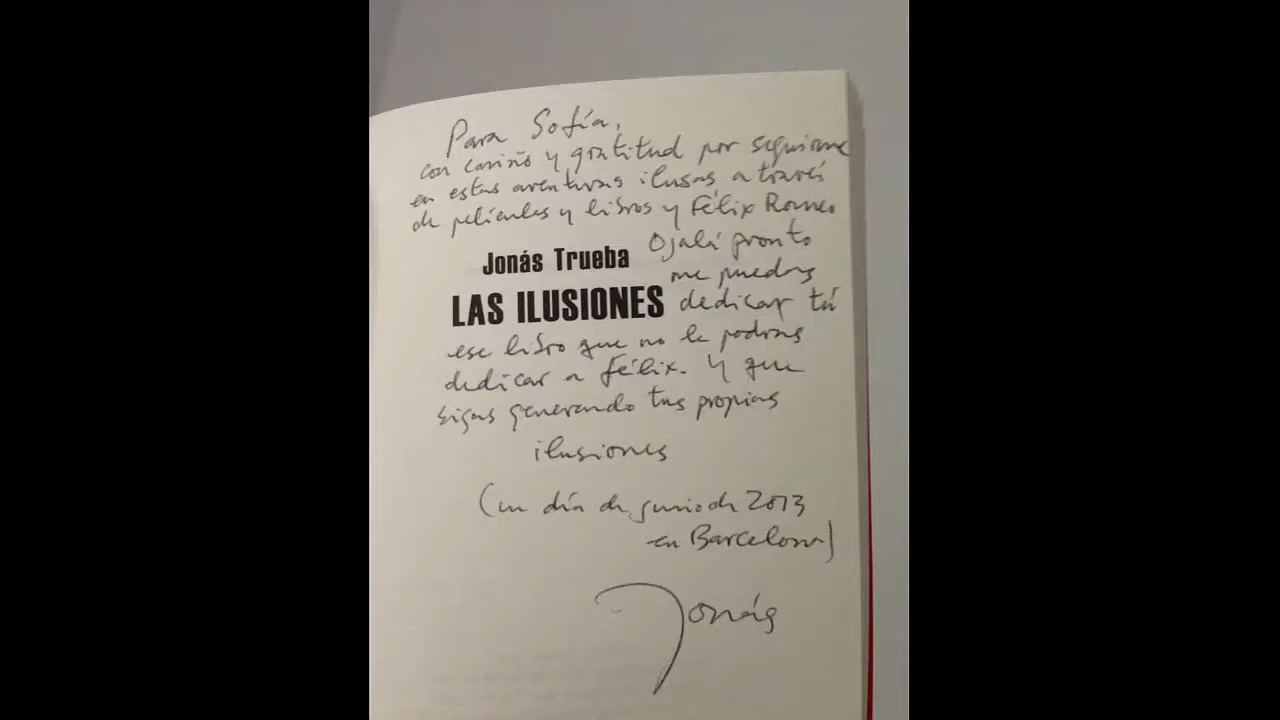 Para Sofía,
con cariño y gratitud por seguirme
en estas aventuras ilusas a través
de películas y libros y Félix Romeo
Ojalá pronto
Jonás Trueba
me puedas
LAS ILUSIONES
dedicar tú
ese libro que no le podrás
dedicar a Félix. Y que
sigas generando tus propias
ilusiones
(un día de junio de 2013
en Barcelona)
Jonás